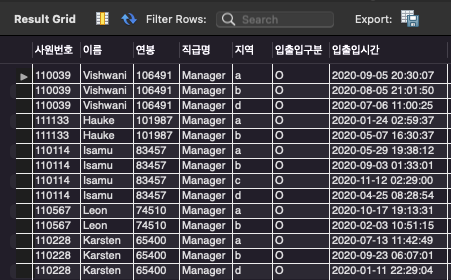 Result Grid Filter Rows: Search Export:
사원번호 이름 연봉 직급명 지역 입출입구분 입출입시간
110039 Vishwani 106491 Manager a O 2020-09-05 20:30:07
110039 Vishwani 106491 Manager b O 2020-08-05 21:01:50
110039 Vishwani 106491 Manager d O 2020-07-06 11:00:25
111133 Hauke 101987 Manager a O 2020-01-24 02:59:37
111133 Hauke 101987 Manager b O 2020-05-07 16:30:37
110114 Isamu 83457 Manager a O 2020-05-29 19:38:12
110114 Isamu 83457 Manager b O 2020-09-03 01:33:01
110114 Isamu 83457 Manager c O 2020-11-12 02:29:00
110114 Isamu 83457 Manager d O 2020-04-25 08:28:54
110567 Leon 74510 Manager a O 2020-10-17 19:13:31
110567 Leon 74510 Manager b O 2020-02-03 10:51:15
110228 Karsten 65400 Manager a O 2020-07-13 11:42:49
110228 Karsten 65400 Manager b O 2020-09-23 06:07:01
110228 Karsten 65400 Manager d O 2020-01-11 22:29:04